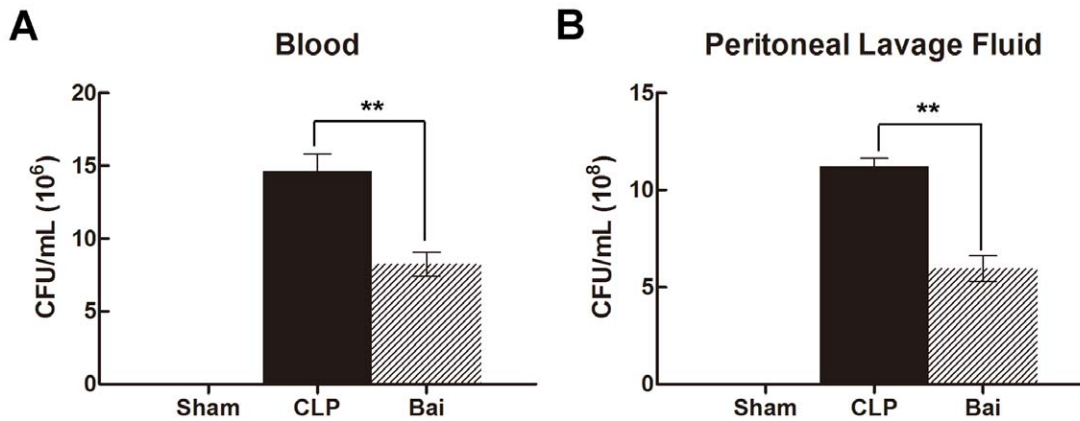 A
Blood
CFU/mL (10⁶)
20
15
10
5
0
**
Sham CLP Bai
B
Peritoneal Lavage Fluid
CFU/mL (10⁸)
15
10
5
0
**
Sham CLP Bai